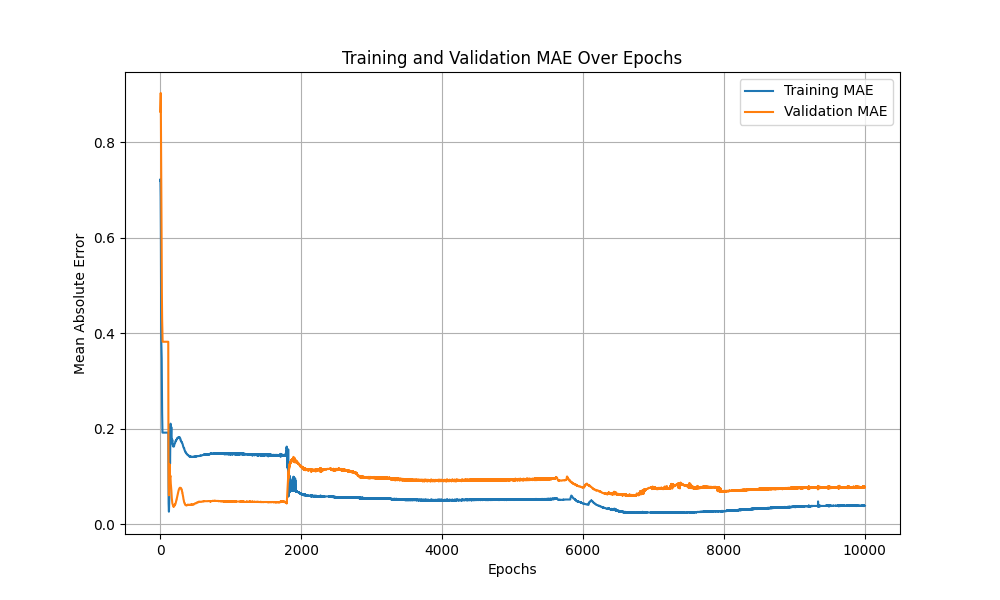 Training and Validation MAE Over Epochs
Training MAE
Validation MAE
Mean Absolute Error
0.8
0.6
0.4
0.2
0.0
0 2000 4000 6000 8000 10000
Epochs